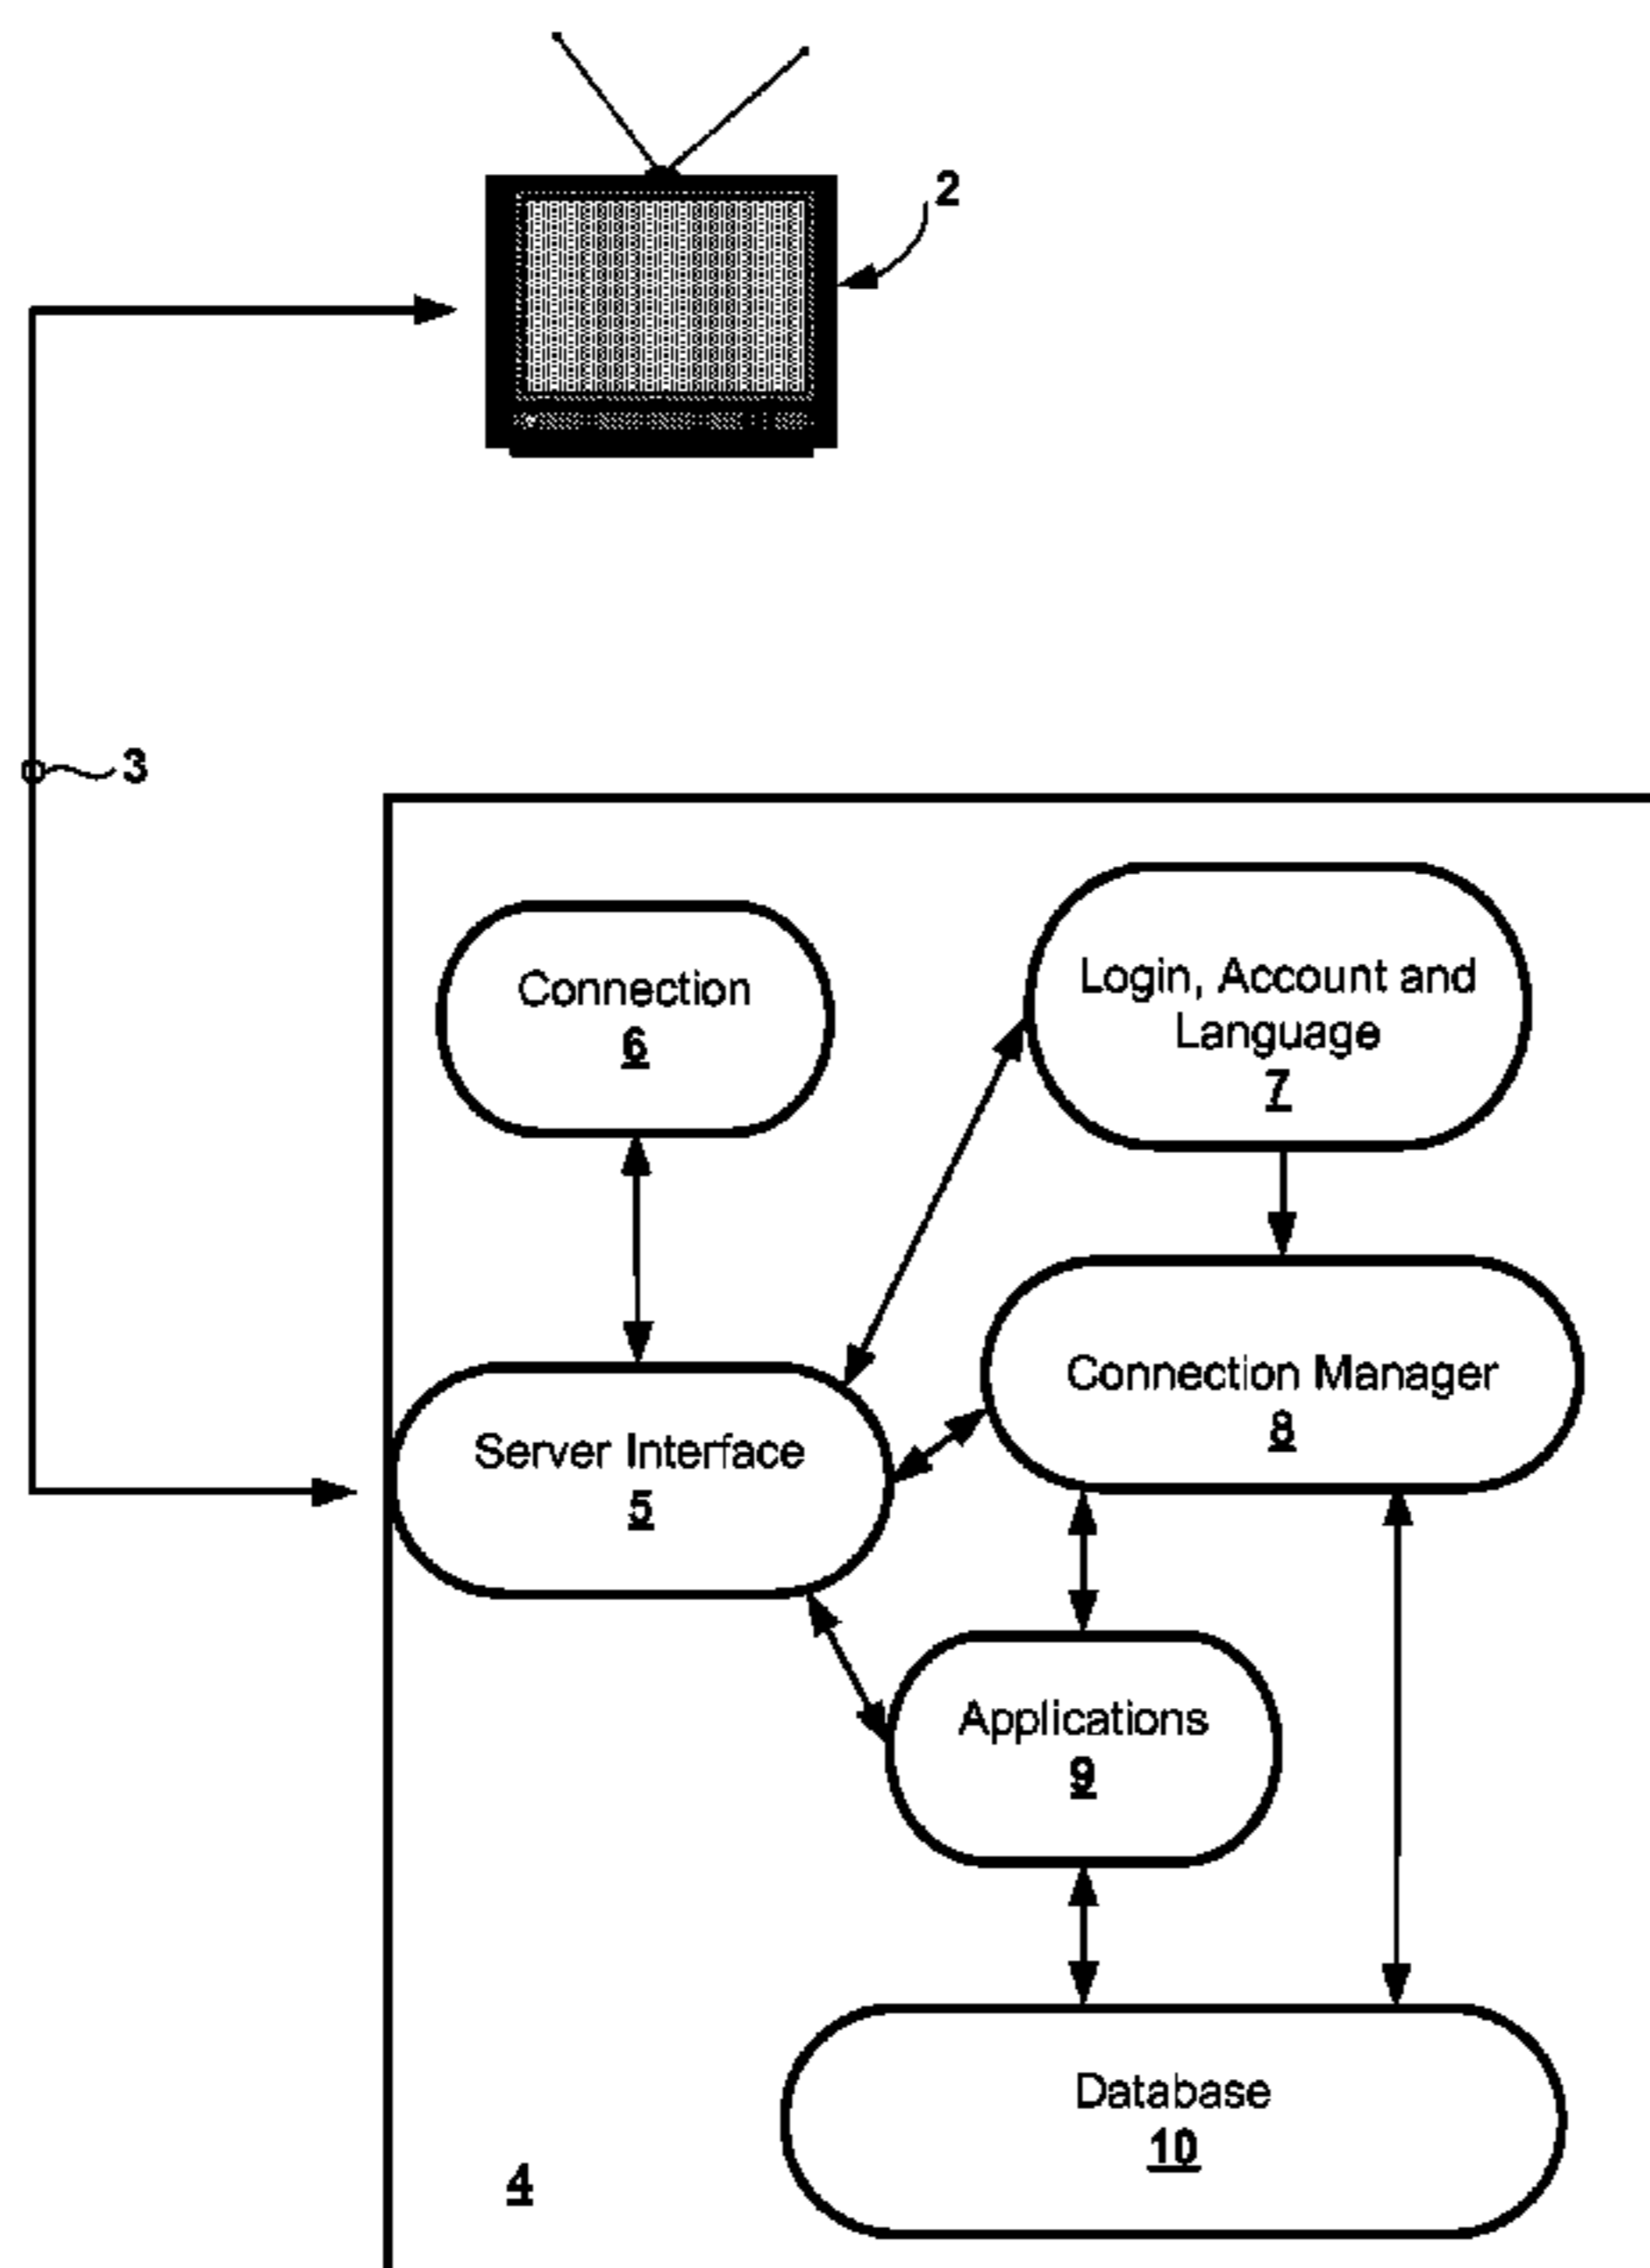 2
3
Connection
6
Login, Account and
Language
7
Connection Manager
8
Server Interface
5
Applications
9
Database
10
4